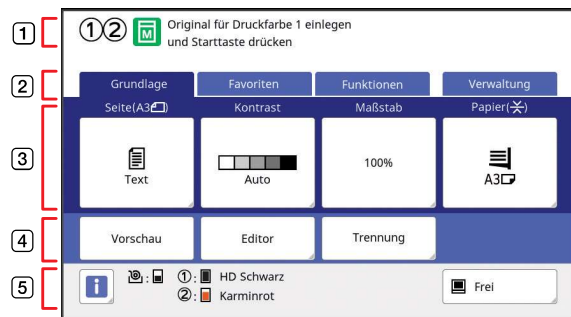 1
①② M Original für Druckfarbe 1 einlegen
und Starttaste drücken
2
Grundlage Favoriten Funktionen Verwaltung
3
Seite(A3) Kontrast Maßstab Papier()
100%
Text Auto A3
4
Vorschau Editor Trennung
5
i : ①: HD Schwarz
②: Karminrot
Frei